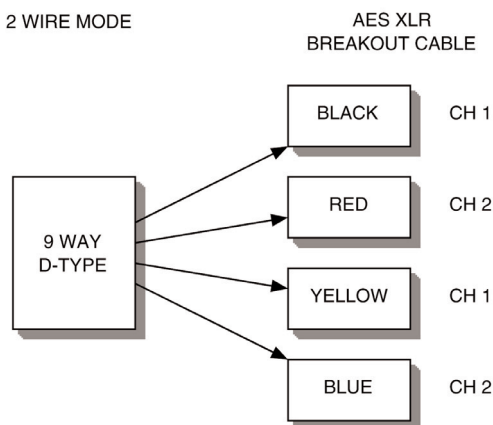 2 WIRE MODE
AES XLR
BREAKOUT CABLE
BLACK
CH 1
RED
CH 2
9 WAY
D-TYPE
YELLOW
CH 1
BLUE
CH 2